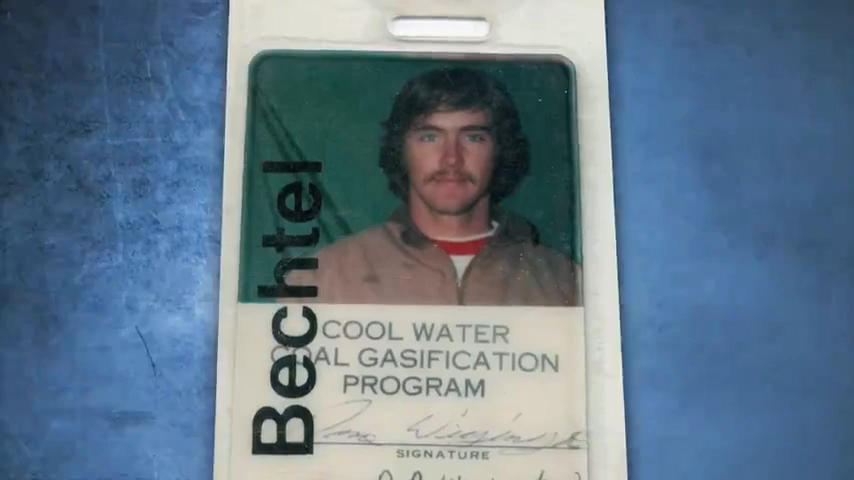 Bechtel
COOL WATER
COAL GASIFICATION
PROGRAM
SIGNATURE